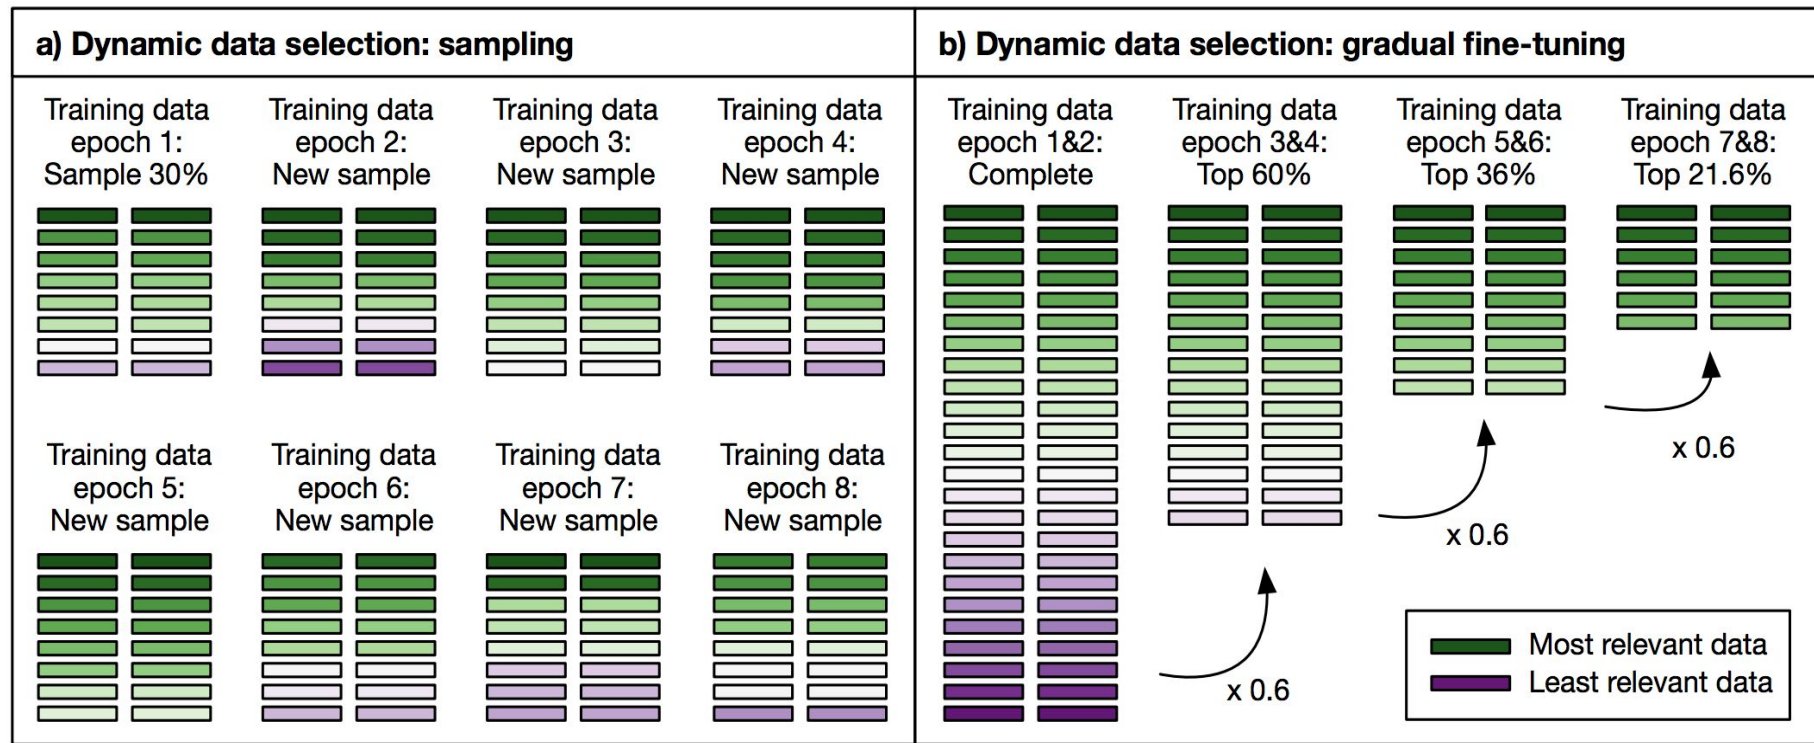 a) Dynamic data selection: sampling
Training data
epoch 1:
Sample 30%
Training data
epoch 2:
New sample
Training data
epoch 3:
New sample
Training data
epoch 4:
New sample
Training data
epoch 5:
New sample
Training data
epoch 6:
New sample
Training data
epoch 7:
New sample
Training data
epoch 8:
New sample
b) Dynamic data selection: gradual fine-tuning
Training data
epoch 1&2:
Complete
Training data
epoch 3&4:
Top 60%
Training data
epoch 5&6:
Top 36%
Training data
epoch 7&8:
Top 21.6%
x 0.6
x 0.6
x 0.6
Most relevant data
Least relevant data